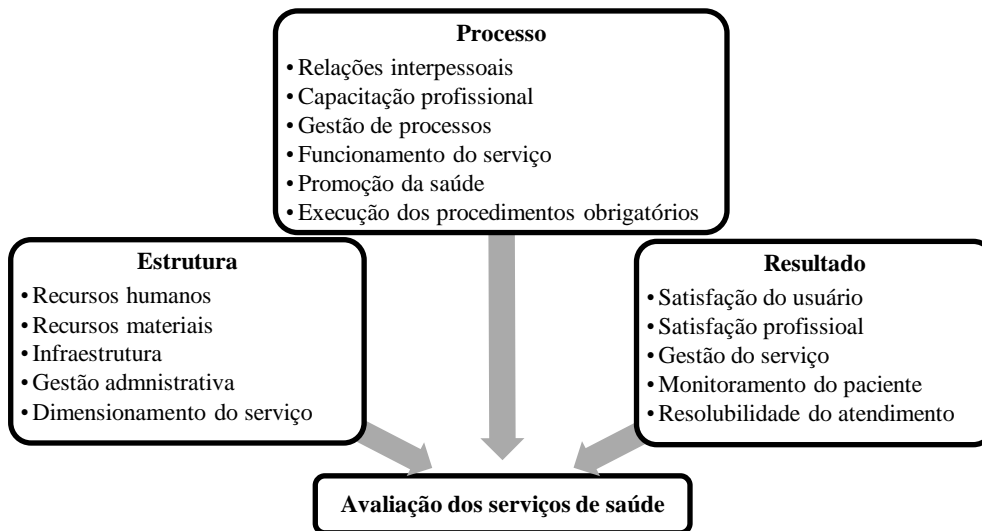 Processo
• Relações interpessoais
• Capacitação profissional
• Gestão de processos
• Funcionamento do serviço
• Promoção da saúde
• Execução dos procedimentos obrigatórios
Estrutura
• Recursos humanos
• Recursos materiais
• Infraestrutura
• Gestão admnistrativa
• Dimensionamento do serviço
Resultado
• Satisfação do usuário
• Satisfação profissioal
• Gestão do serviço
• Monitoramento do paciente
• Resolubilidade do atendimento
Avaliação dos serviços de saúde